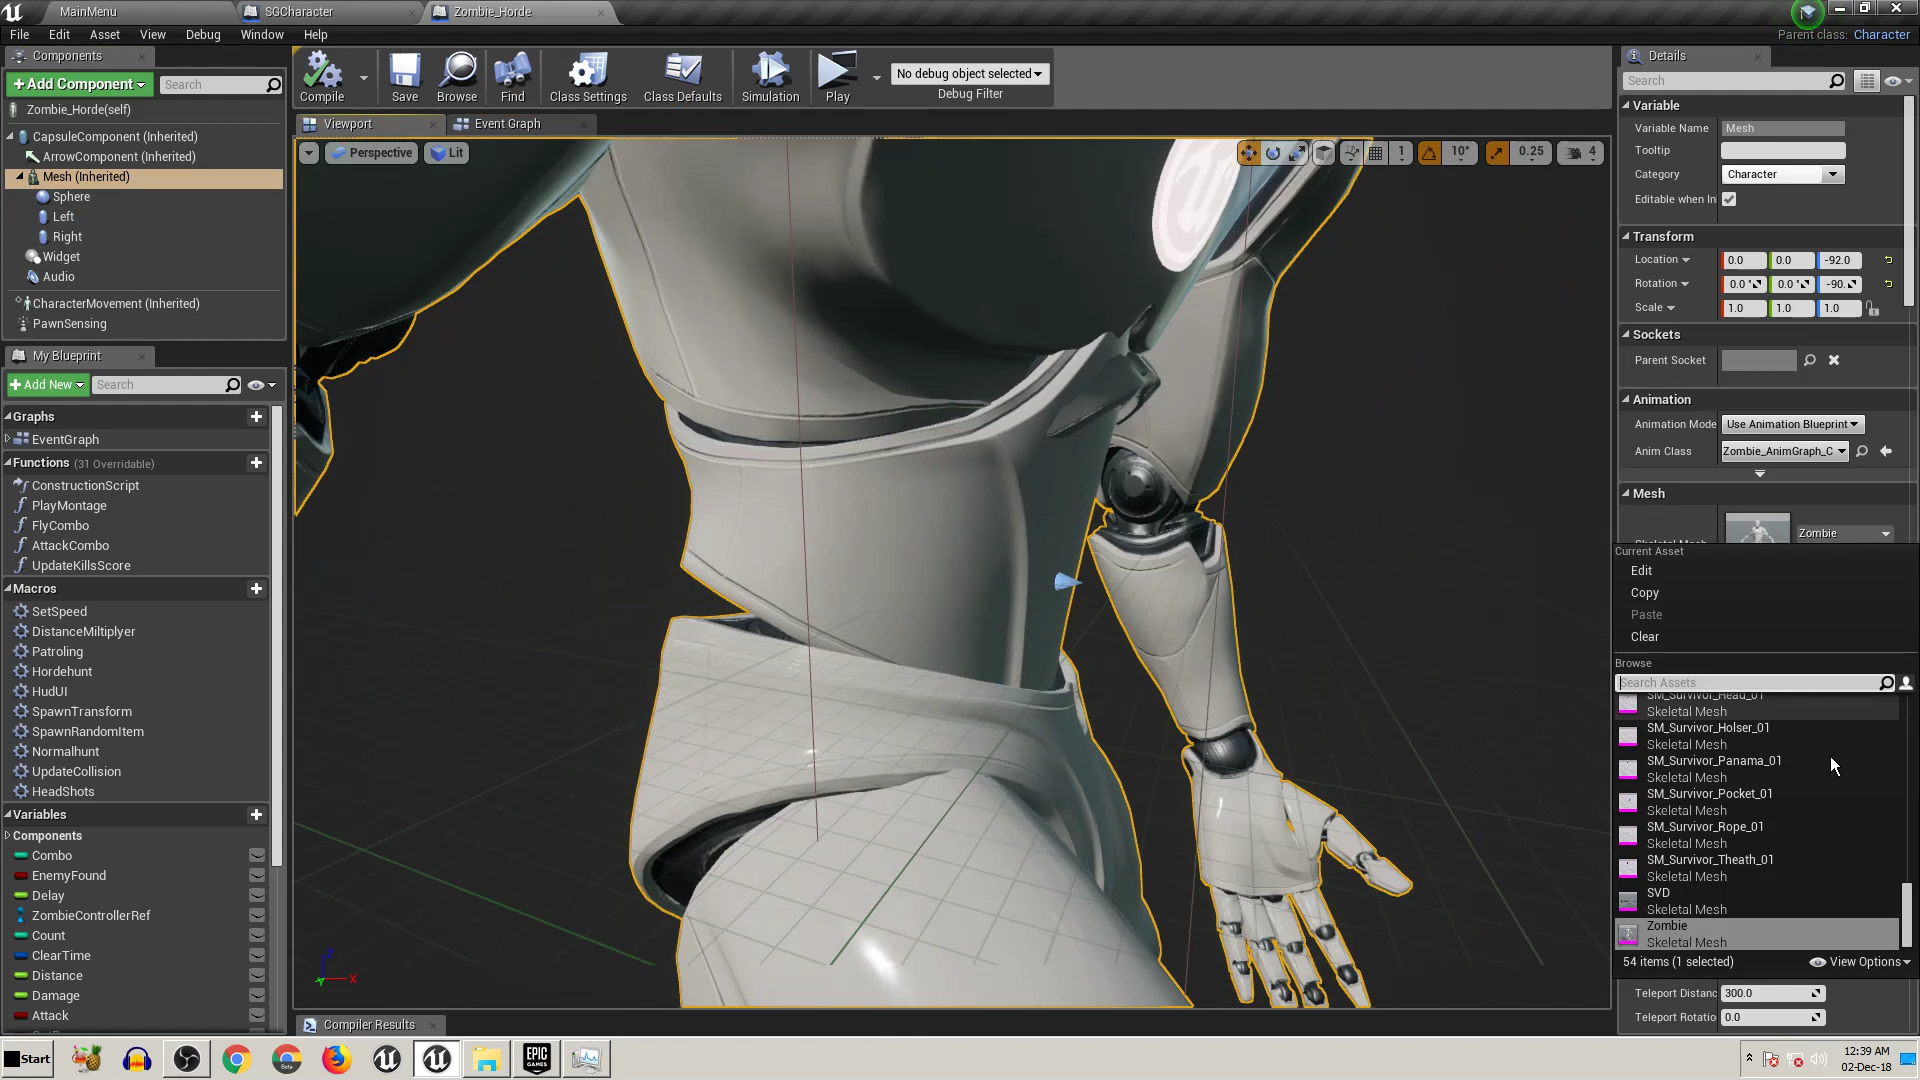 MainMenu
SGCharacter
Zombie_Horde
File Edit Asset View Debug Window Help
Parent class: Character
Components
Add Component
Search
Zombie_Horde(self)
CapsuleComponent (Inherited)
ArrowComponent (Inherited)
Mesh (Inherited)
Sphere
Left
Right
Widget
Audio
CharacterMovement (Inherited)
PawnSensing
My Blueprint
Add New
Search
Graphs
EventGraph
Functions (31 Overridable)
ConstructionScript
PlayMontage
FlyCombo
AttackCombo
UpdateKillsScore
Macros
SetSpeed
DistanceMiltiplyer
Patroling
Hordehunt
HudUI
SpawnTransform
SpawnRandomItem
Normalhunt
UpdateCollision
HeadShots
Variables
Components
Combo
EnemyFound
Delay
ZombieControllerRef
Count
ClearTime
Distance
Damage
Attack
Compile
Save
Browse
Find
Class Settings
Class Defaults
Simulation
Play
No debug object selected
Debug Filter
Viewport
Event Graph
Perspective
Lit
1
10°
0.25
4
X
Compiler Results
Details
Search
Variable
Variable Name Mesh
Tooltip
Category Character
Editable when In
Transform
Location 0.0 0.0 -92.0
Rotation 0.0 ° 0.0 ° -90.
Scale 1.0 1.0 1.0
Sockets
Parent Socket
Animation
Animation Mode Use Animation Blueprint
Anim Class Zombie_AnimGraph_C
Mesh
Zombie
Current Asset
Edit
Copy
Paste
Clear
Browse
Search Assets
SM_Survivor_Head_01
Skeletal Mesh
SM_Survivor_Holser_01
Skeletal Mesh
SM_Survivor_Panama_01
Skeletal Mesh
SM_Survivor_Pocket_01
Skeletal Mesh
SM_Survivor_Rope_01
Skeletal Mesh
SM_Survivor_Theath_01
Skeletal Mesh
SVD
Skeletal Mesh
Zombie
Skeletal Mesh
54 items (1 selected)
View Options
Teleport Distanc 300.0
Teleport Rotatio 0.0
Start
EPIC
GAMES
12:39 AM
02-Dec-18